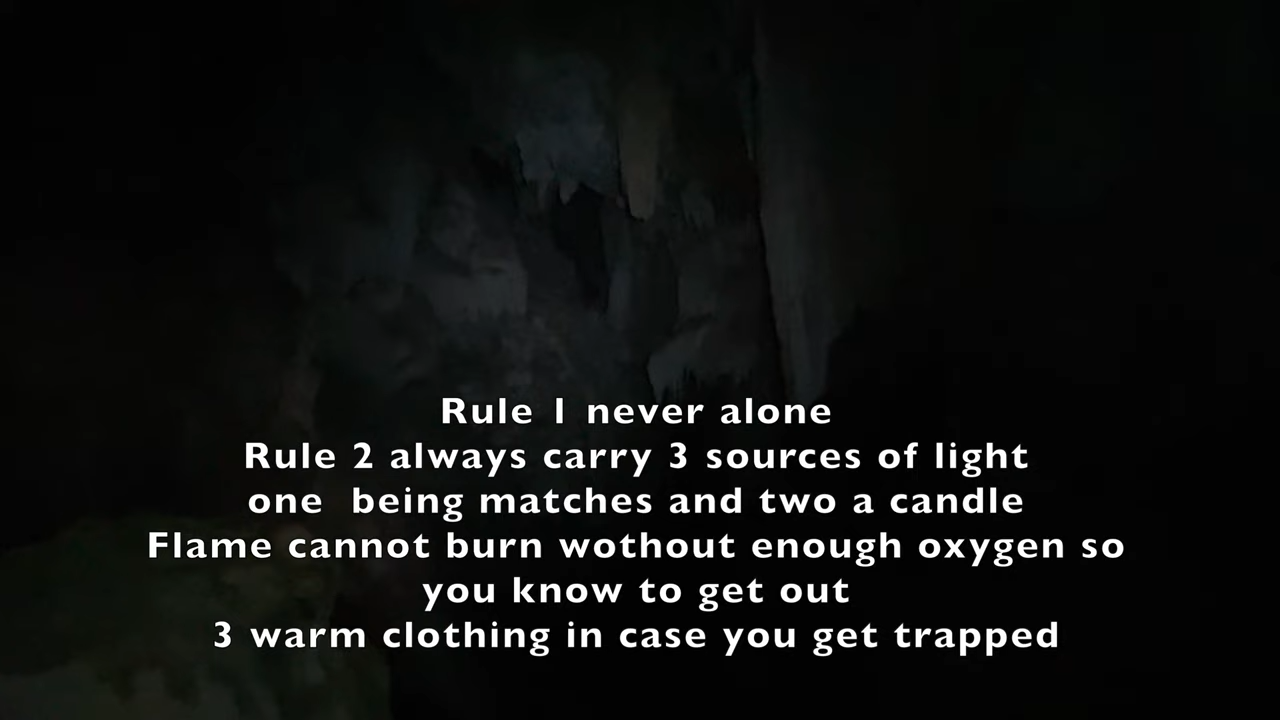 Rule 1 never alone
Rule 2 always carry 3 sources of light
one  being matches and two a candle
Flame cannot burn wothout enough oxygen so
you know to get out
3 warm clothing in case you get trapped